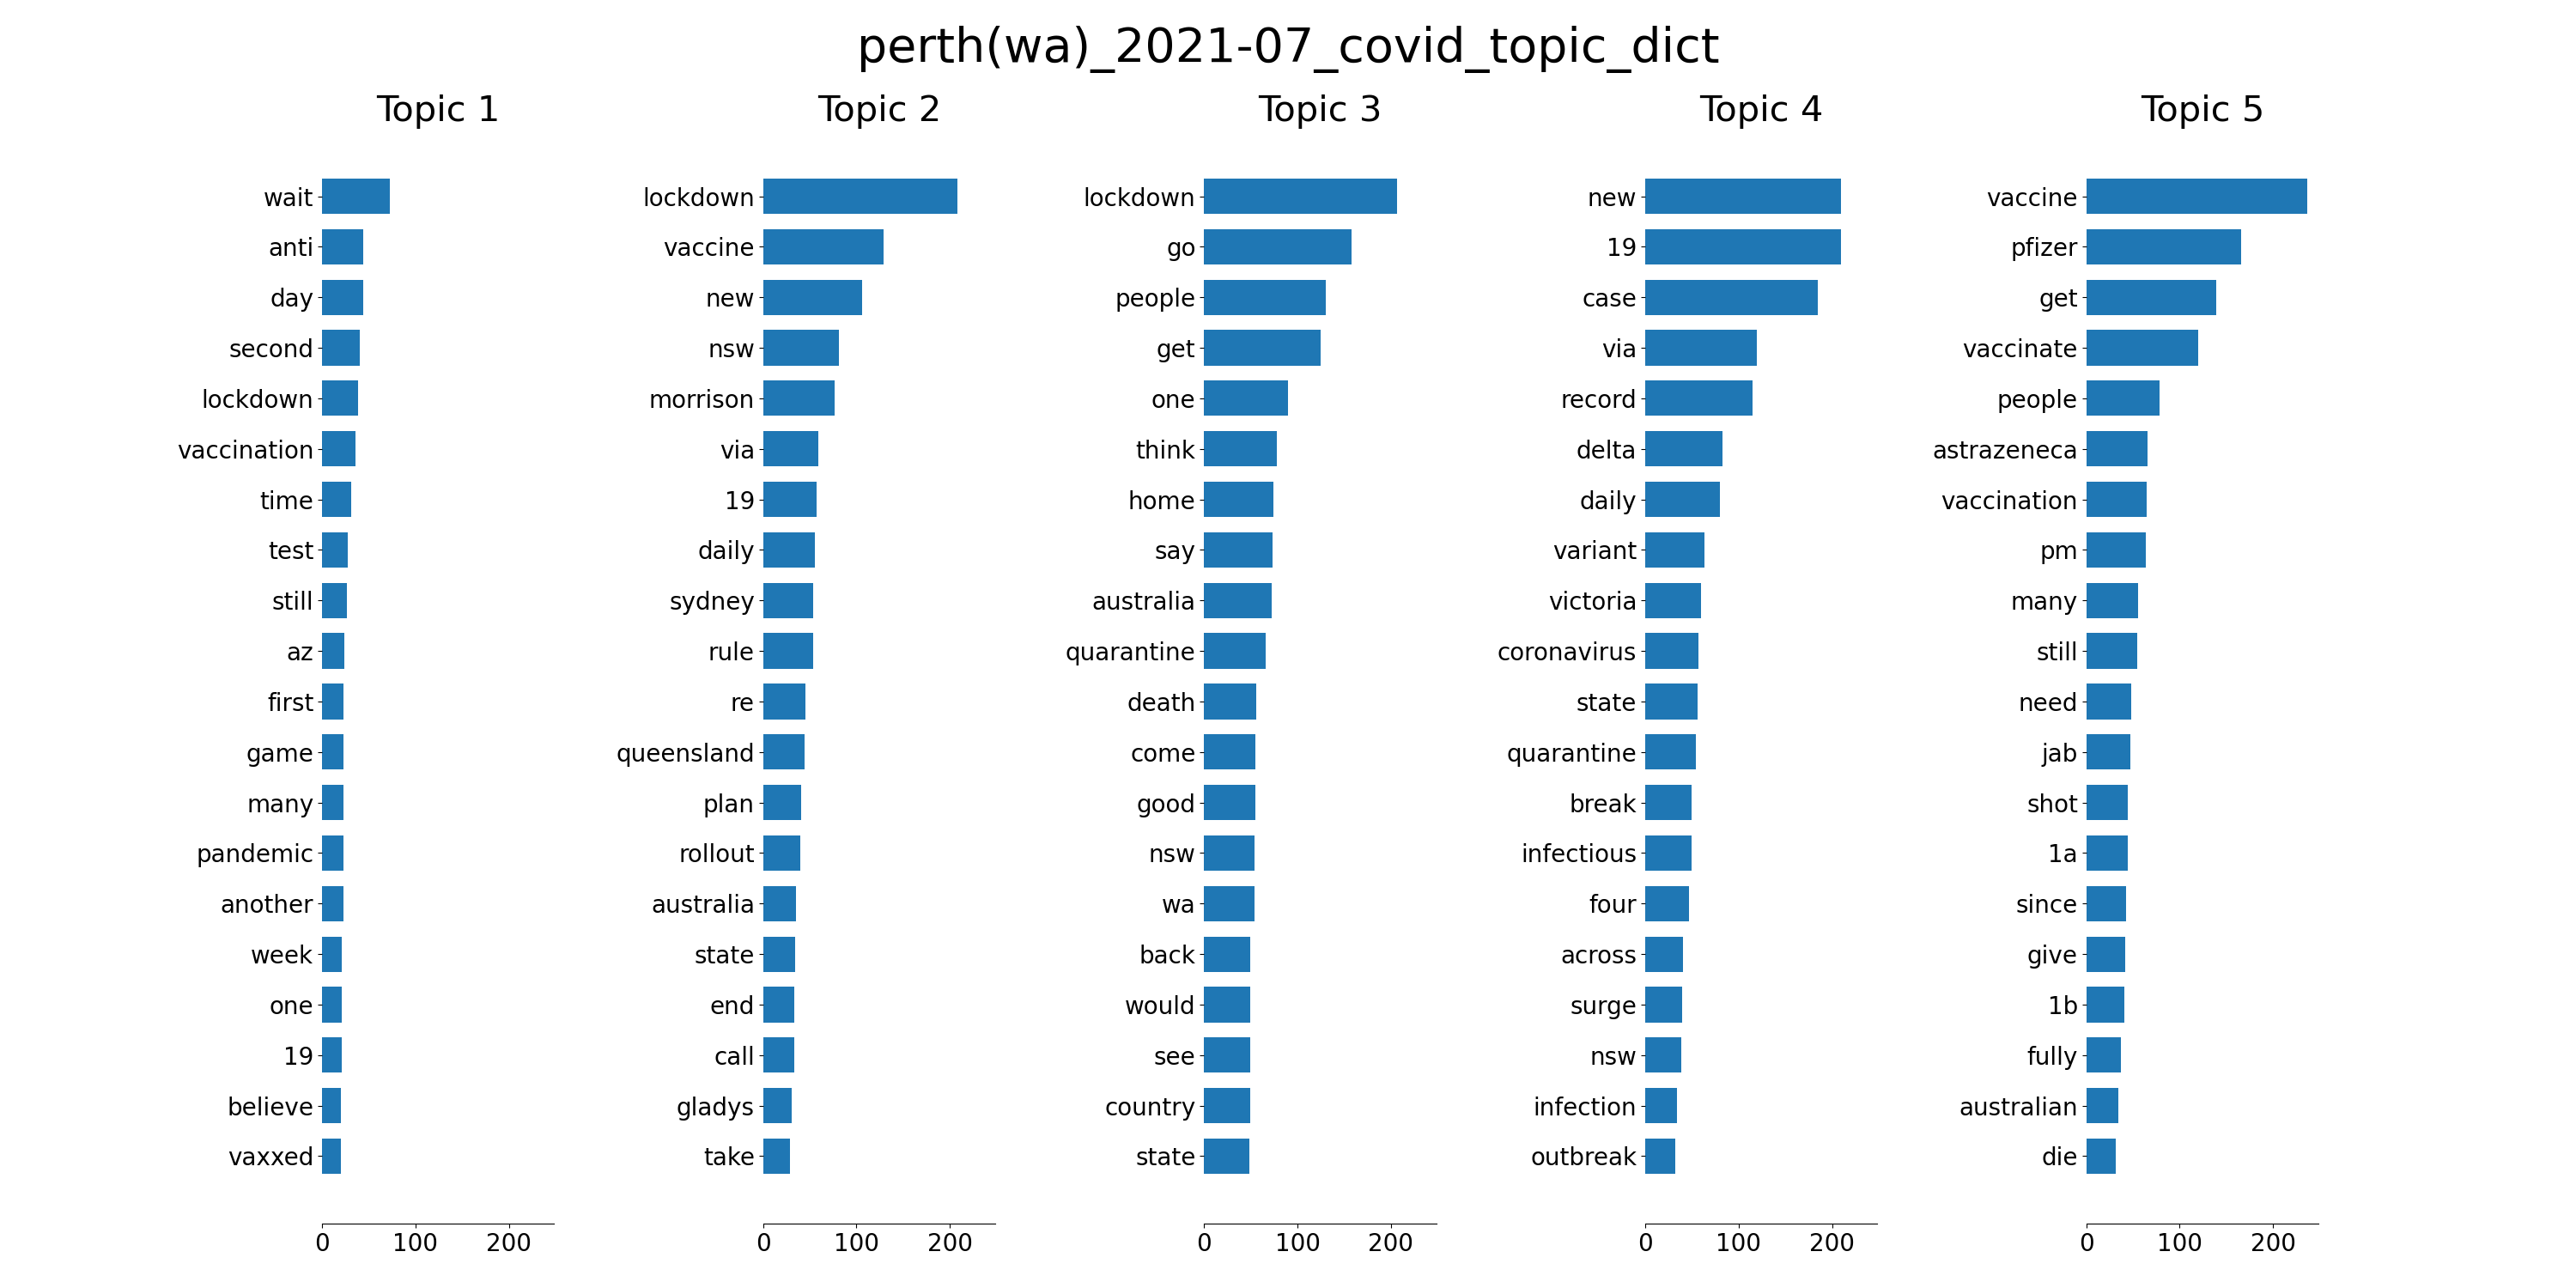 perth(wa)_2021-07_covid_topic_dict
Topic 1
wait
anti
day
second
lockdown
vaccination
time
test
still
az
first
game
many
pandemic
another
week
one
19
believe
vaxxed
0 100 200
Topic 2
lockdown
vaccine
new
nsw
morrison
via
19
daily
sydney
rule
re
queensland
plan
rollout
australia
state
end
call
gladys
take
0 100 200
Topic 3
lockdown
go
people
get
one
think
home
say
australia
quarantine
death
come
good
nsw
wa
back
would
see
country
state
0 100 200
Topic 4
new
19
case
via
record
delta
daily
variant
victoria
coronavirus
state
quarantine
break
infectious
four
across
surge
nsw
infection
outbreak
0 100 200
Topic 5
vaccine
pfizer
get
vaccinate
people
astrazeneca
vaccination
pm
many
still
need
jab
shot
1a
since
give
1b
fully
australian
die
0 100 200